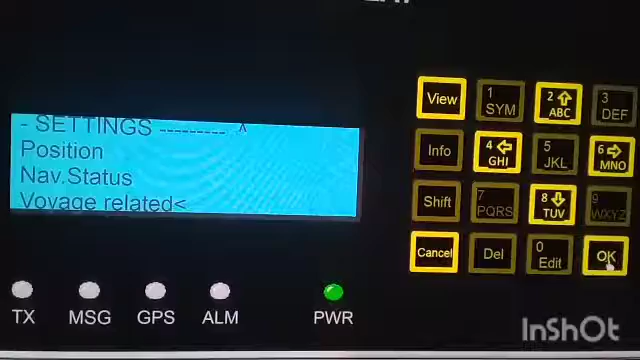 - SETTINGS --------- ^
Position
Nav.Status
Voyage related<
View
1 SYM
2 ABC
3 DEF
Info
4 GHI
5 JKL
6 MNO
Shift
7 PQRS
8 TUV
9 WXYZ
Cancel
Del
0 Edit
OK
TX MSG GPS ALM PWR
InShOt